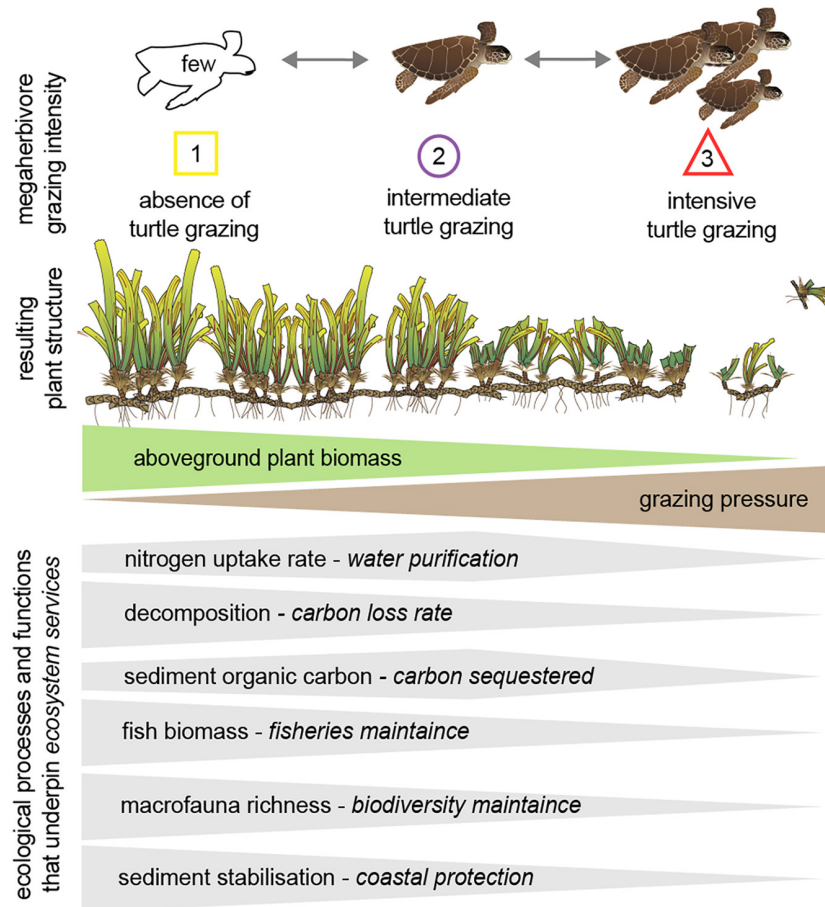 megaherbivore
grazing intensity
few
1
2
3
absence of
turtle grazing
intermediate
turtle grazing
intensive
turtle grazing
resulting
plant structure
aboveground plant biomass
grazing pressure
ecological processes and functions
that underpin ecosystem services
nitrogen uptake rate - water purification
decomposition - carbon loss rate
sediment organic carbon - carbon sequestered
fish biomass - fisheries maintaince
macrofauna richness - biodiversity maintaince
sediment stabilisation - coastal protection